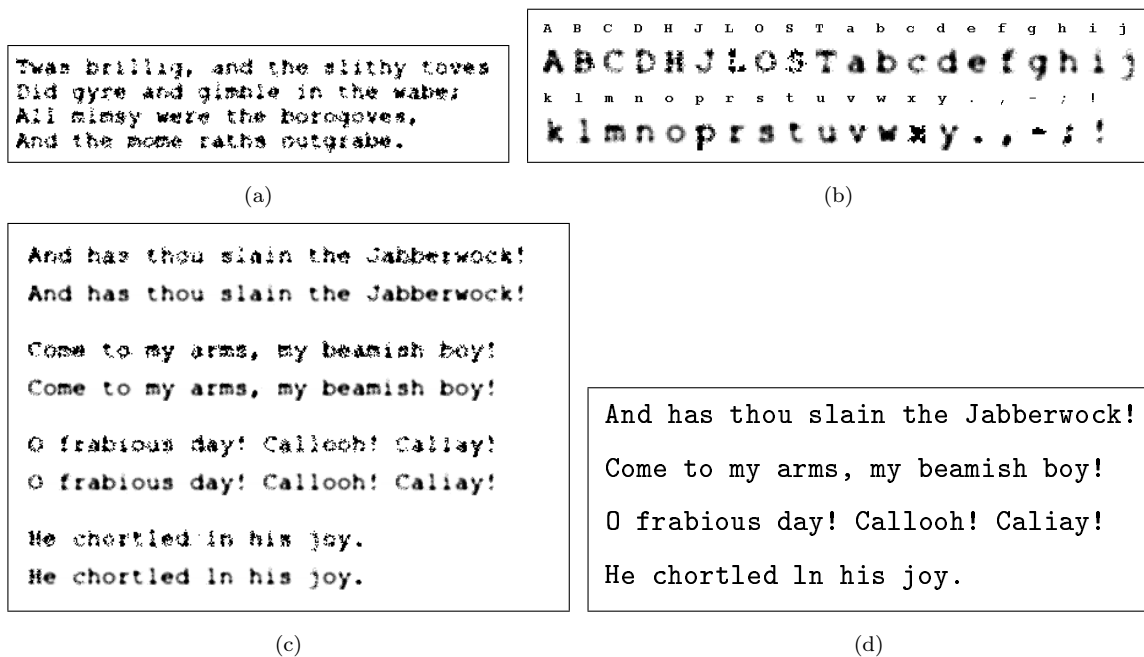 Twas brillig, and the slithy toves
Did gyre and gimble in the wabe;
All mimsy were the borogoves,
And the mome raths outgrabe.
(a)
A B C D H J L O S T a b c d e f g h i j
A B C D H J L O S T a b c d e f g h i j
k l m n o p r s t u v w x y . , - ; !
k l m n o p r s t u v w x y . , - ; !
(b)
And has thou slain the Jabberwock!
And has thou slain the Jabberwock!
Come to my arms, my beamish boy!
Come to my arms, my beamish boy!
O frabious day! Callooh! Caliay!
O frabious day! Callooh! Caliay!
He chortled in his joy.
He chortled ln his joy.
(c)
And has thou slain the Jabberwock!
Come to my arms, my beamish boy!
O frabious day! Callooh! Caliay!
He chortled ln his joy.
(d)